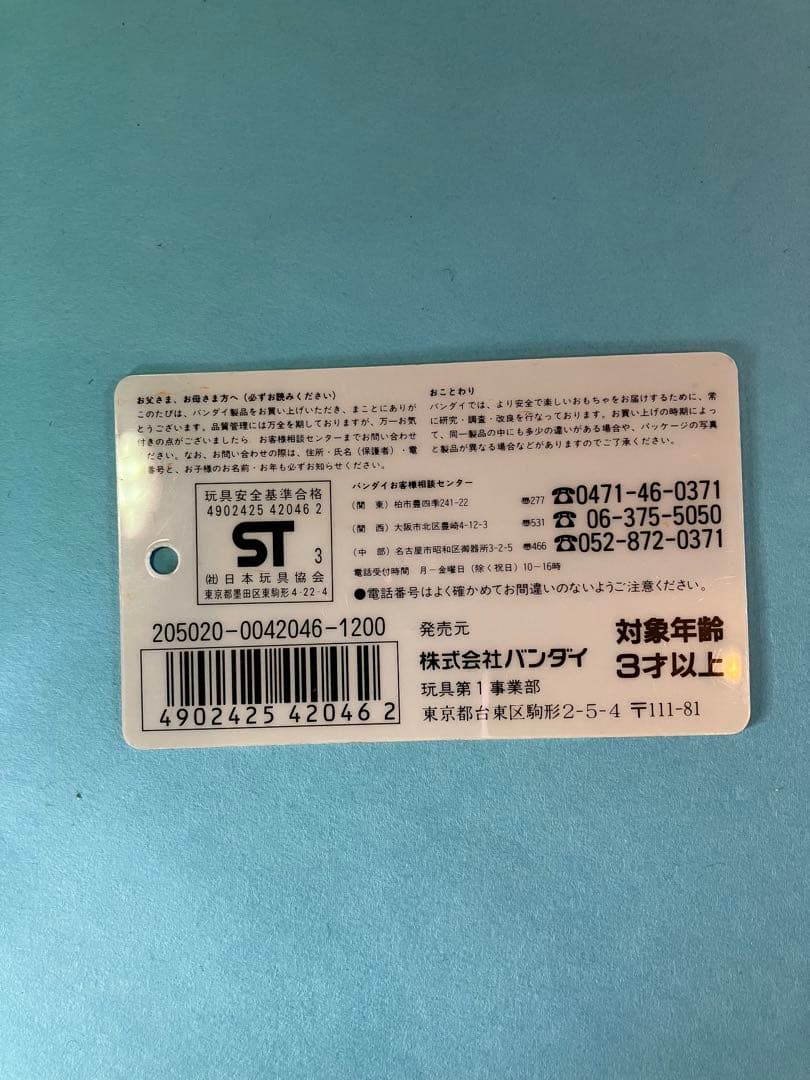 お父さま、お母さま方へ(必ずお読みください)
このたびは、バンダイ製品をお買い上げいただき、まことにありが
とうございます。品質管理には万全を期しておりますが、万一お気
付きの点がございましたら お客様相談センターまでお問い合わせ
ださい。なお、お問い合わせの際は、住所・氏名(保護者)・電
番号と、お子様のお名前・お年も必ずお知らせください。
おことわり
バンダイでは、より安全で楽しいおもちゃをお届けするために、常
に研究・調査・改良を行なっております。お買い上げの時期によっ
て、同一製品の中にも多少の違いがある場合や、パッケージの写真
と製品が異なる場合などがありますのでご了承ください。
玩具安全基準合格
4902425 42046 2
ST 3
㈳日本玩具協会
東京都墨田区東駒形4-22-4
バンダイお客様相談センター
(関 東) 柏市豊四季241-22 〠277 ☎0471-46-0371
(関 西) 大阪市北区豊崎4-12-3 〠531 ☎06-375-5050
(中 部) 名古屋市昭和区御器所3-2-5 〠466 ☎052-872-0371
電話受付時間 月-金曜日(除く祝日)10-16時
●電話番号はよく確かめてお間違いのないようご注意ください。
205020-0042046-1200
4902425 42046 2
発売元
株式会社バンダイ
玩具第1事業部
東京都台東区駒形2-5-4 〒111-81
対象年齢
3才以上